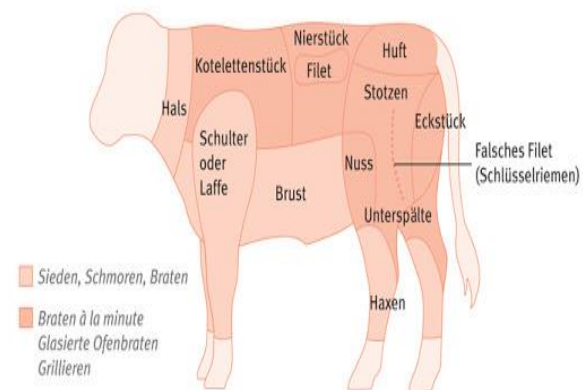 Nierstück
Huft
Kotelettenstück
Filet
Stotzen
Hals
Eckstück
Schulter
oder
Laffe
Nuss
Falsches Filet
(Schlüsselriemen)
Brust
Unterspälte
Sieden, Schmoren, Braten
Haxen
Braten à la minute
Glasierte Ofenbraten
Grillieren